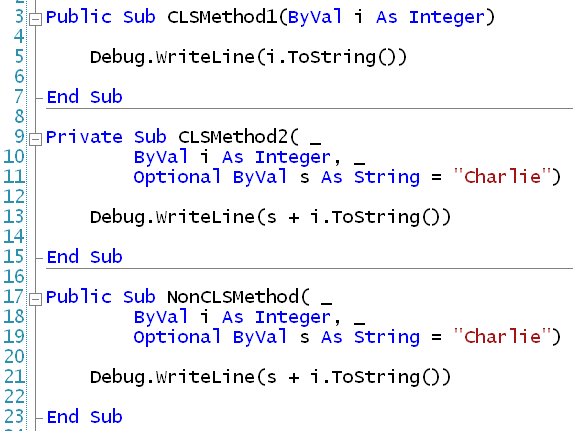 3 Public Sub CLSMethod1(ByVal i As Integer)
4
5 Debug.WriteLine(i.ToString())
6
7 End Sub
8
9 Private Sub CLSMethod2( _
10 ByVal i As Integer, _
11 Optional ByVal s As String = "Charlie")
12
13 Debug.WriteLine(s + i.ToString())
14
15 End Sub
16
17 Public Sub NonCLSMethod( _
18 ByVal i As Integer, _
19 Optional ByVal s As String = "Charlie")
20
21 Debug.WriteLine(s + i.ToString())
22
23 End Sub